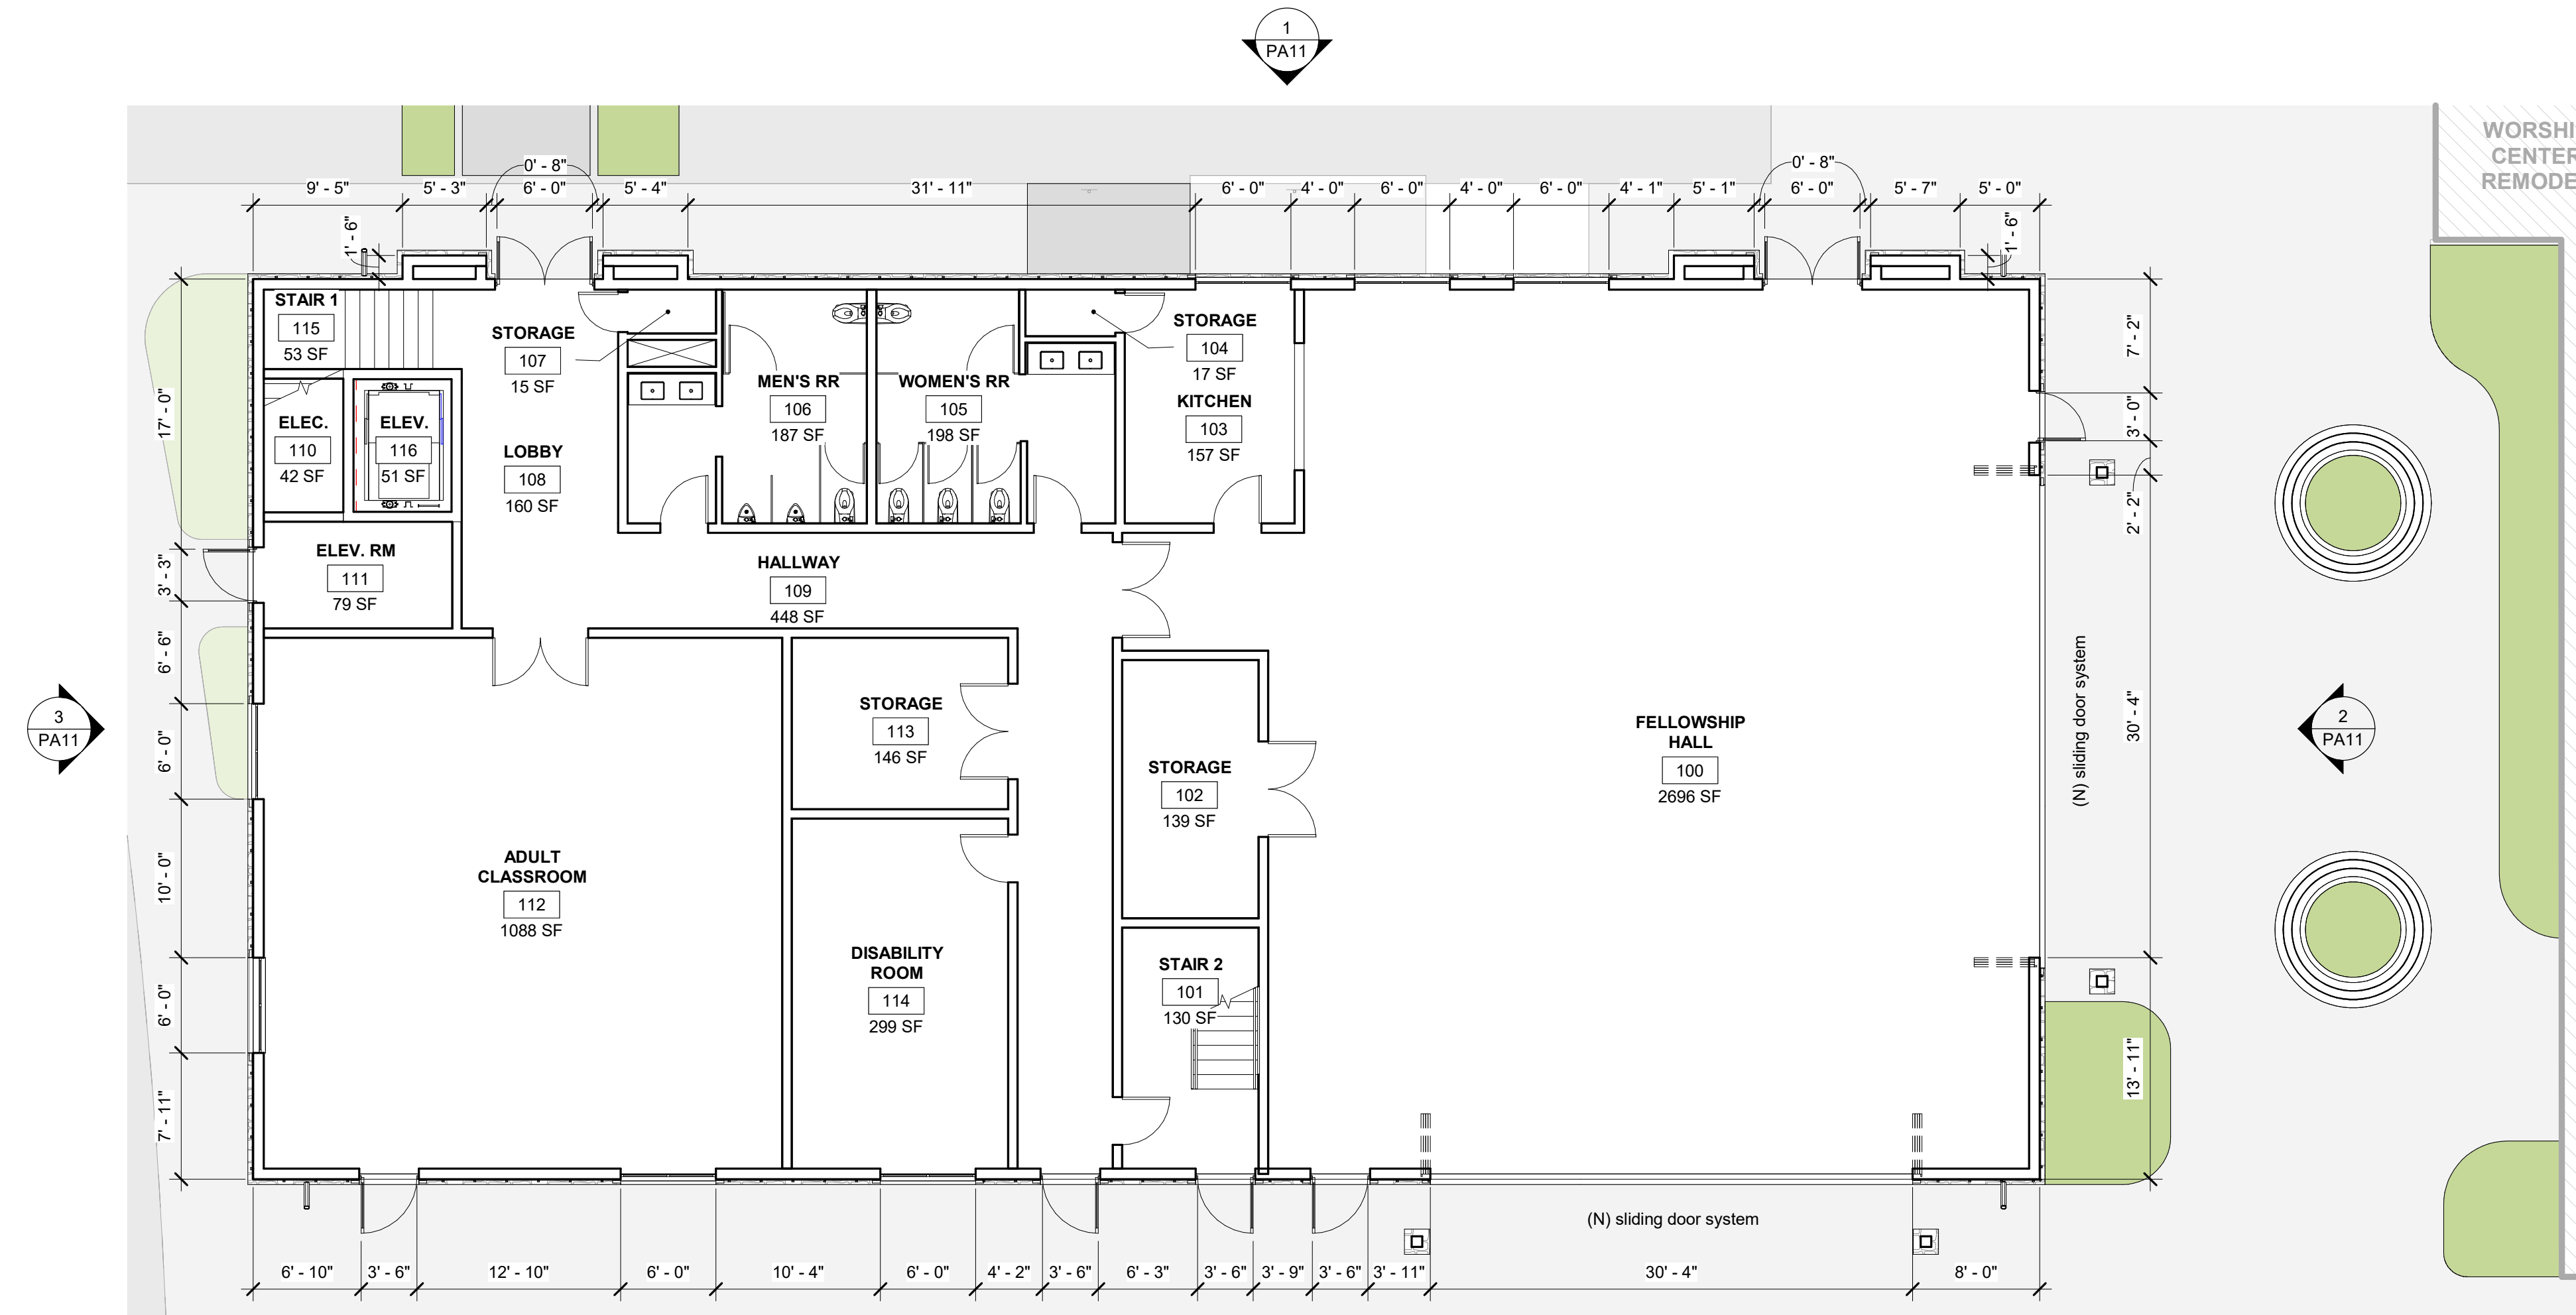 1
PA11
WORSHI
CENTER
REMODE
0' - 8"
0' - 8"
9' - 5"
5' - 3"
6' - 0"
5' - 4"
31' - 11"
6' - 0"
4' - 0"
6' - 0"
4' - 0"
6' - 0"
4' - 1"
5' - 1"
6' - 0"
5' - 7"
5' - 0"
1' - 6"
1' - 6"
STAIR 1
115
53 SF
STORAGE
107
15 SF
STORAGE
104
17 SF
7' - 2"
MEN'S RR
106
187 SF
WOMEN'S RR
105
198 SF
KITCHEN
103
157 SF
3' - 0"
17' - 0"
ELEC.
110
42 SF
ELEV.
116
51 SF
LOBBY
108
160 SF
2' - 2"
ELEV. RM
111
79 SF
HALLWAY
109
448 SF
3' - 3"
6' - 6"
6' - 0"
10' - 0"
6' - 0"
7' - 11"
3
PA11
STORAGE
113
146 SF
STORAGE
102
139 SF
FELLOWSHIP
HALL
100
2696 SF
(N) sliding door system
30' - 4"
2
PA11
ADULT
CLASSROOM
112
1088 SF
DISABILITY
ROOM
114
299 SF
STAIR 2
101
130 SF
13' - 11"
(N) sliding door system
6' - 10"
3' - 6"
12' - 10"
6' - 0"
10' - 4"
6' - 0"
4' - 2"
3' - 6"
6' - 3"
3' - 6"
3' - 9"
3' - 6"
3' - 11"
30' - 4"
8' - 0"